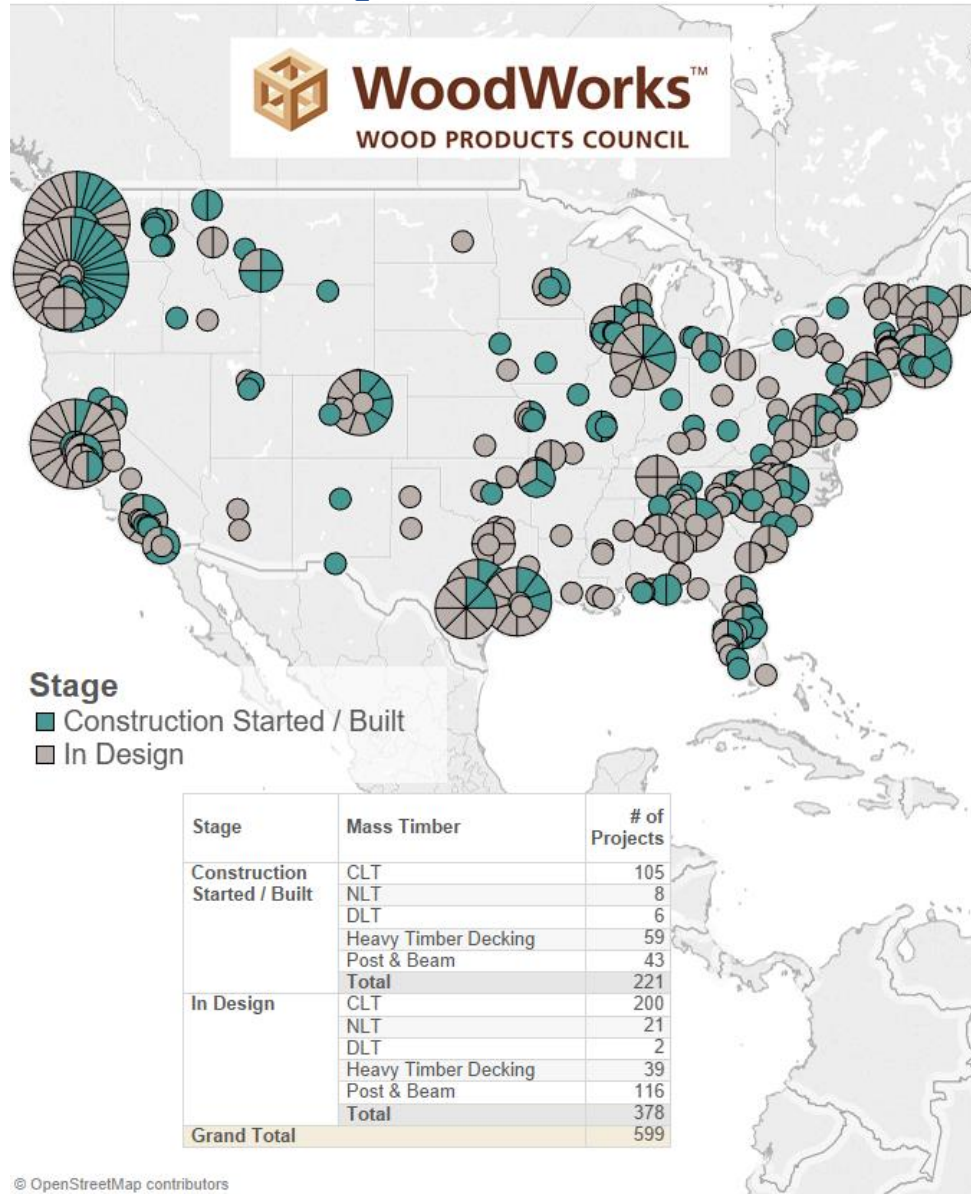 WoodWorks™
WOOD PRODUCTS COUNCIL
Stage
Construction Started / Built
In Design
Stage Mass Timber # of Projects
Construction Started / Built CLT 105
NLT 8
DLT 6
Heavy Timber Decking 59
Post & Beam 43
Total 221
In Design CLT 200
NLT 21
DLT 2
Heavy Timber Decking 39
Post & Beam 116
Total 378
Grand Total 599
© OpenStreetMap contributors